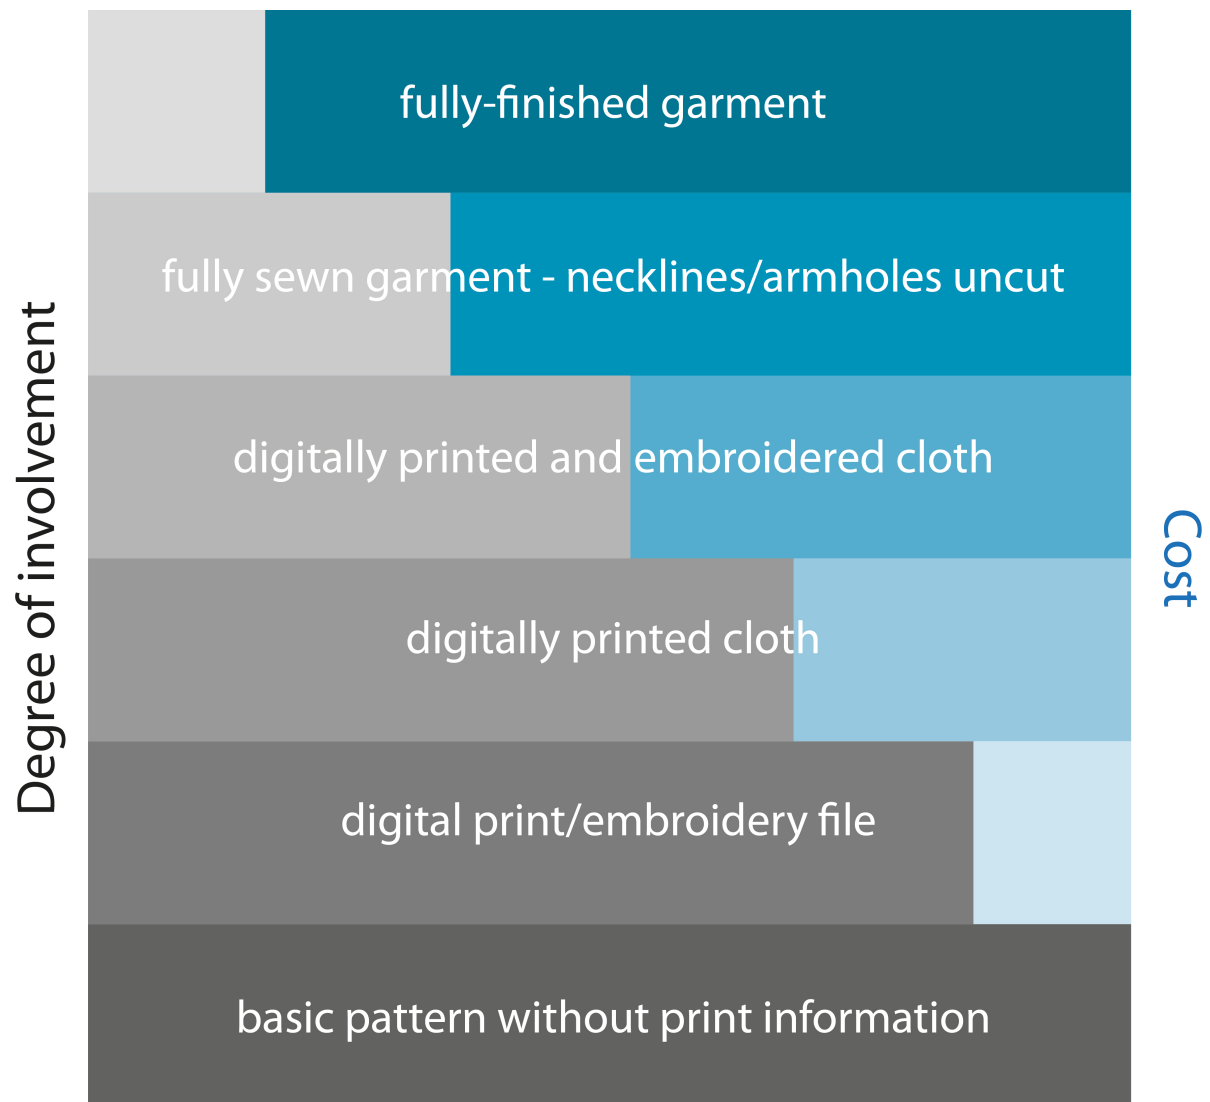 fully-finished garment
fully sewn garment - necklines/armholes uncut
digitally printed and embroidered cloth
digitally printed cloth
digital print/embroidery file
basic pattern without print information
Degree of involvement
Cost